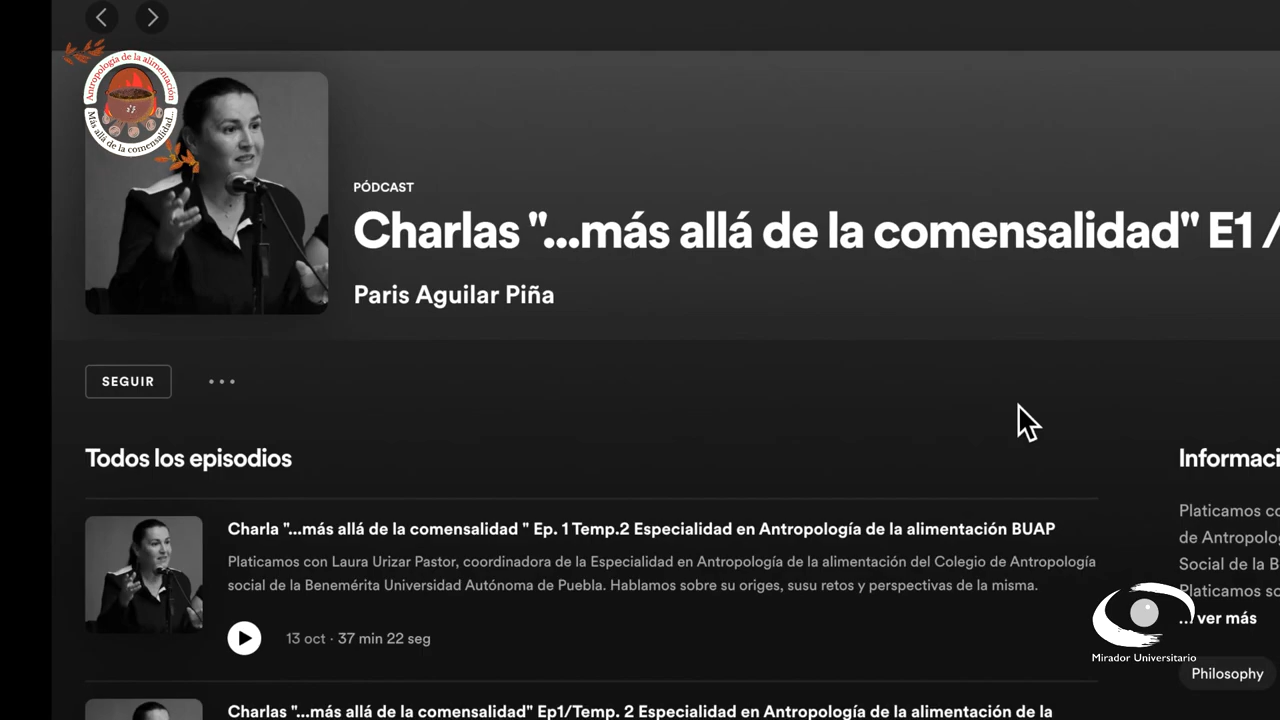 Antropología de la alimentación
Más allá de la comensalidad...
PÓDCAST
Charlas "...más allá de la comensalidad" E1 /
Paris Aguilar Piña
SEGUIR
Todos los episodios
Informaci
Charla "...más allá de la comensalidad " Ep. 1 Temp.2 Especialidad en Antropología de la alimentación BUAP
Platicamos con Laura Urizar Pastor, coordinadora de la Especialidad en Antropología de la alimentación del Colegio de Antropología
social de la Benemérita Universidad Autónoma de Puebla. Hablamos sobre su origes, susu retos y perspectivas de la misma.
13 oct · 37 min 22 seg
Platicamos co
de Antropolog
Social de la B
Platicamos so
... ver más
Mirador Universitario
Philosophy
Charlas "...más allá de la comensalidad" Ep1/Temp. 2 Especialidad en Antropología de la alimentación de la